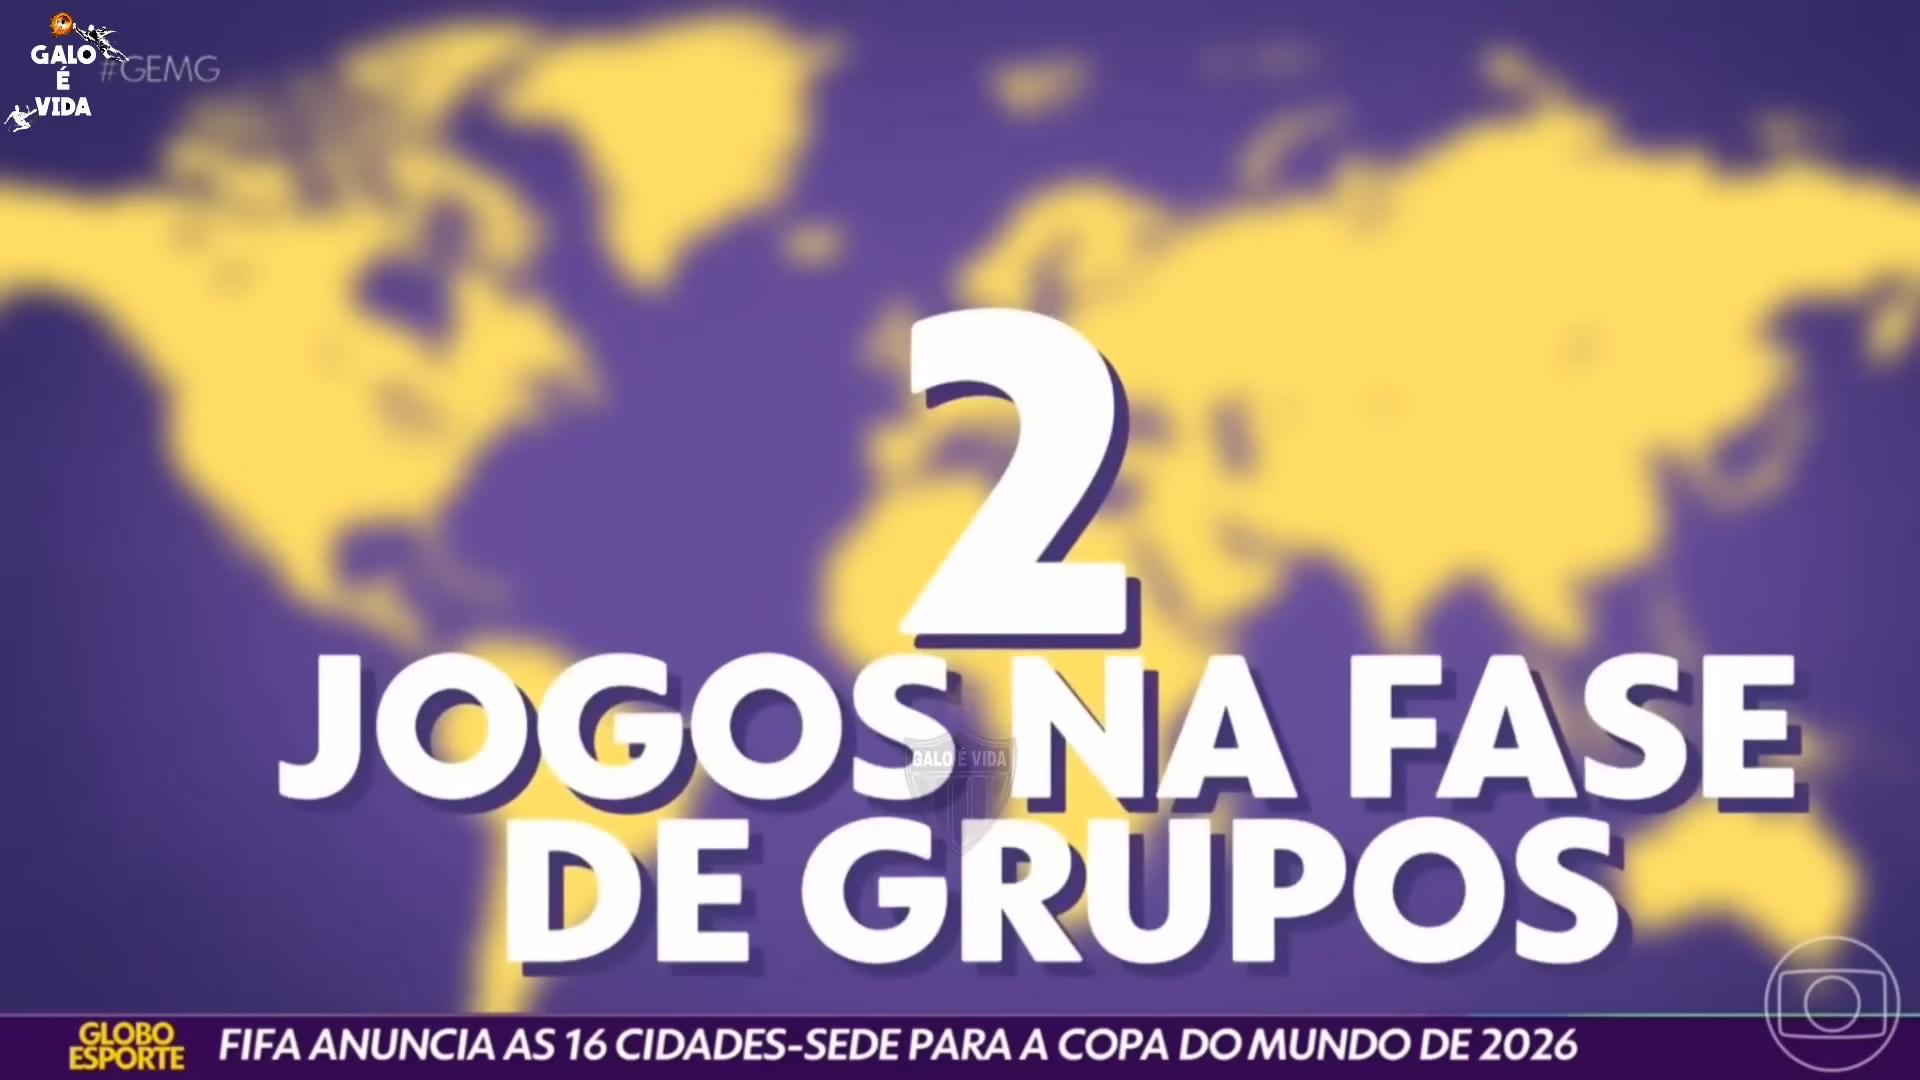 GALO
É
VIDA
#GEMG
2
JOGOS NA FASE
GALO É VIDA
DE GRUPOS
GLOBO
ESPORTE
FIFA ANUNCIA AS 16 CIDADES-SEDE PARA A COPA DO MUNDO DE 2026